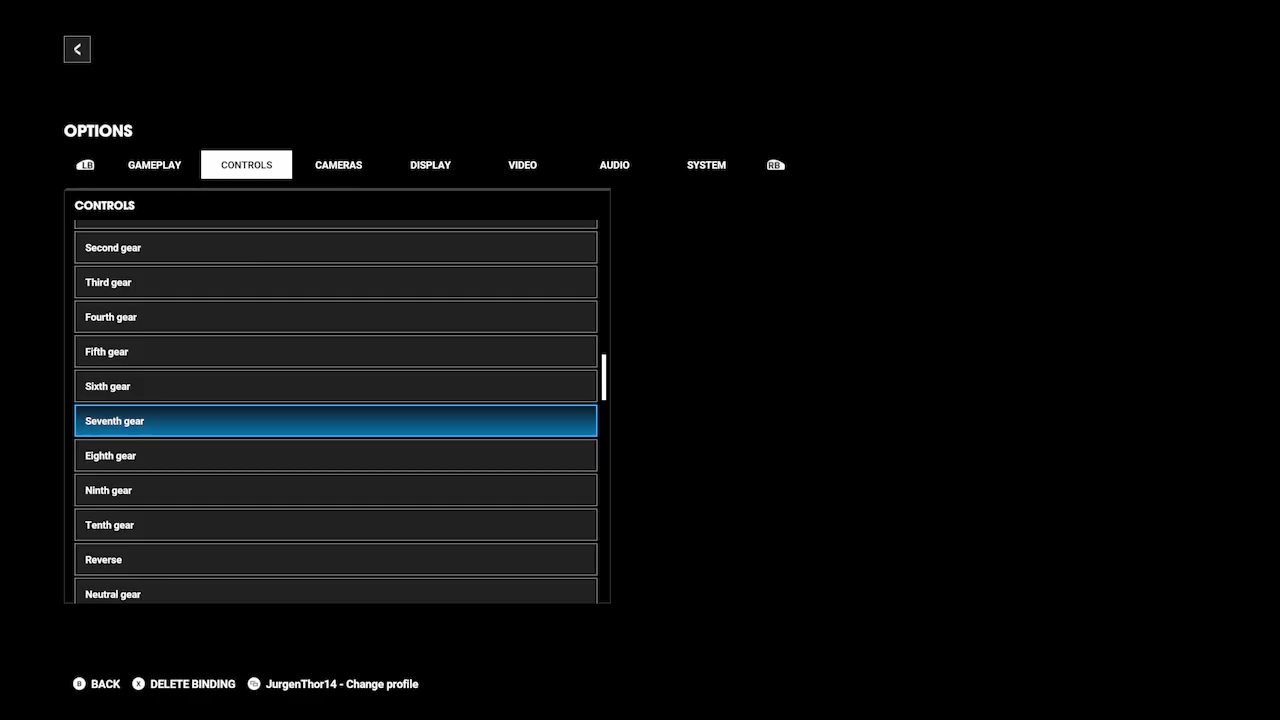 OPTIONS
LB GAMEPLAY CONTROLS CAMERAS DISPLAY VIDEO AUDIO SYSTEM RB
CONTROLS
Second gear
Third gear
Fourth gear
Fifth gear
Sixth gear
Seventh gear
Eighth gear
Ninth gear
Tenth gear
Reverse
Neutral gear
B BACK X DELETE BINDING JurgenThor14 - Change profile